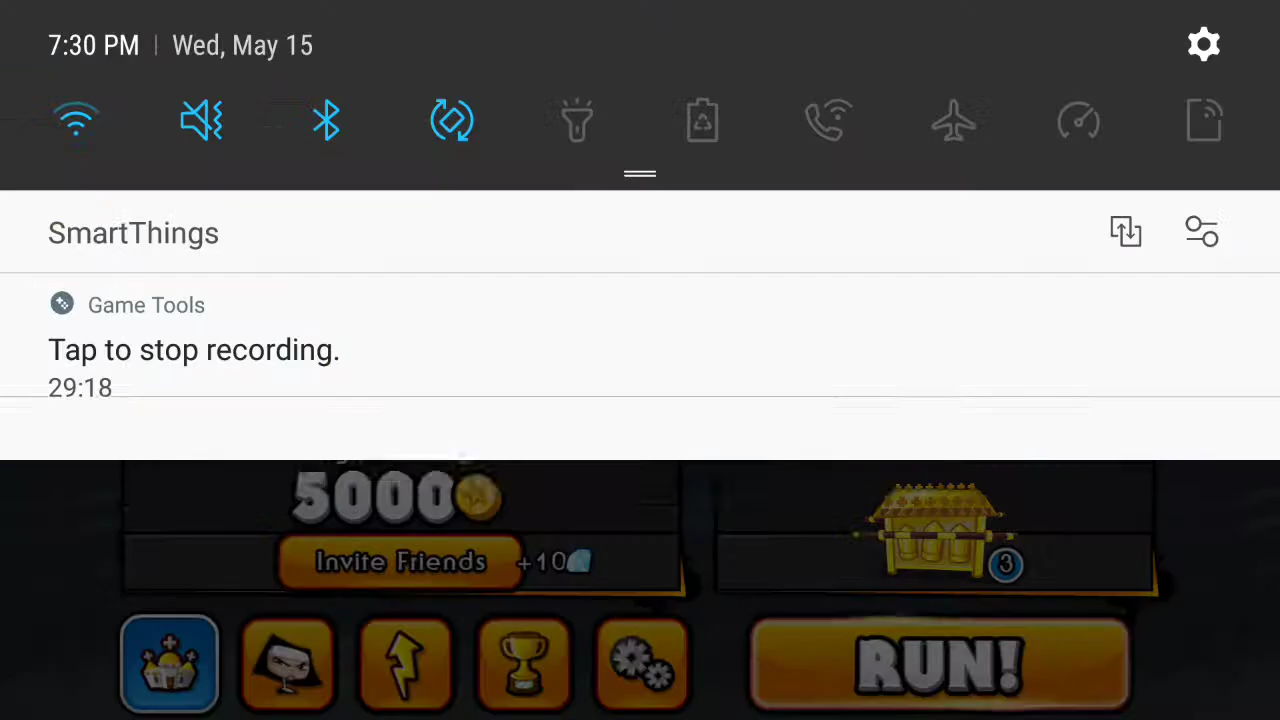 7:30 PM | Wed, May 15
SmartThings
Game Tools
Tap to stop recording.
29:18
5000
Invite Friends +10
3
RUN!